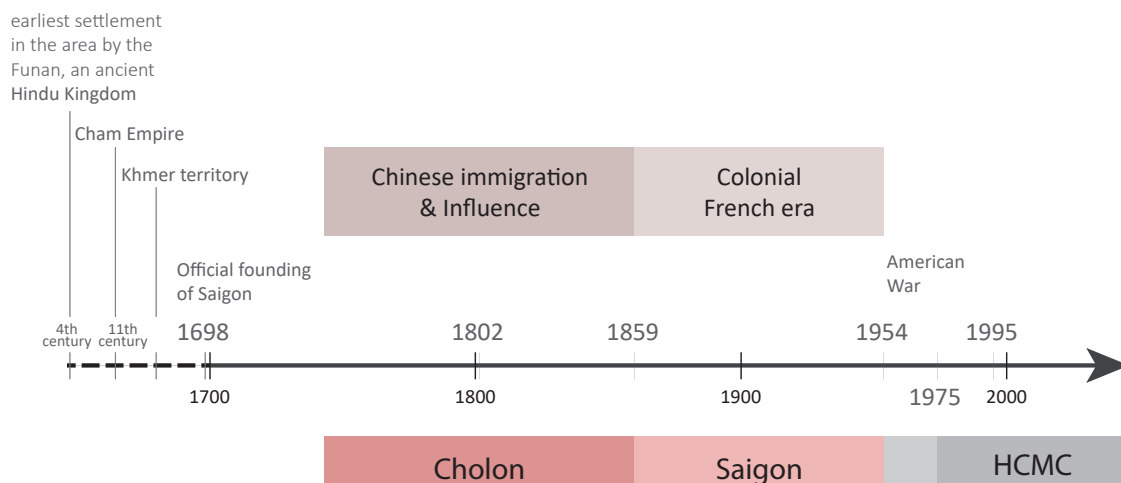 earliest settlement
in the area by the
Funan, an ancient
Hindu Kingdom
Cham Empire
Khmer territory
Chinese immigration
& Influence
Colonial
French era
Official founding
of Saigon
American
War
4th
century
11th
century
1698
1802
1859
1954
1995
1700
1800
1900
1975
2000
Cholon
Saigon
HCMC